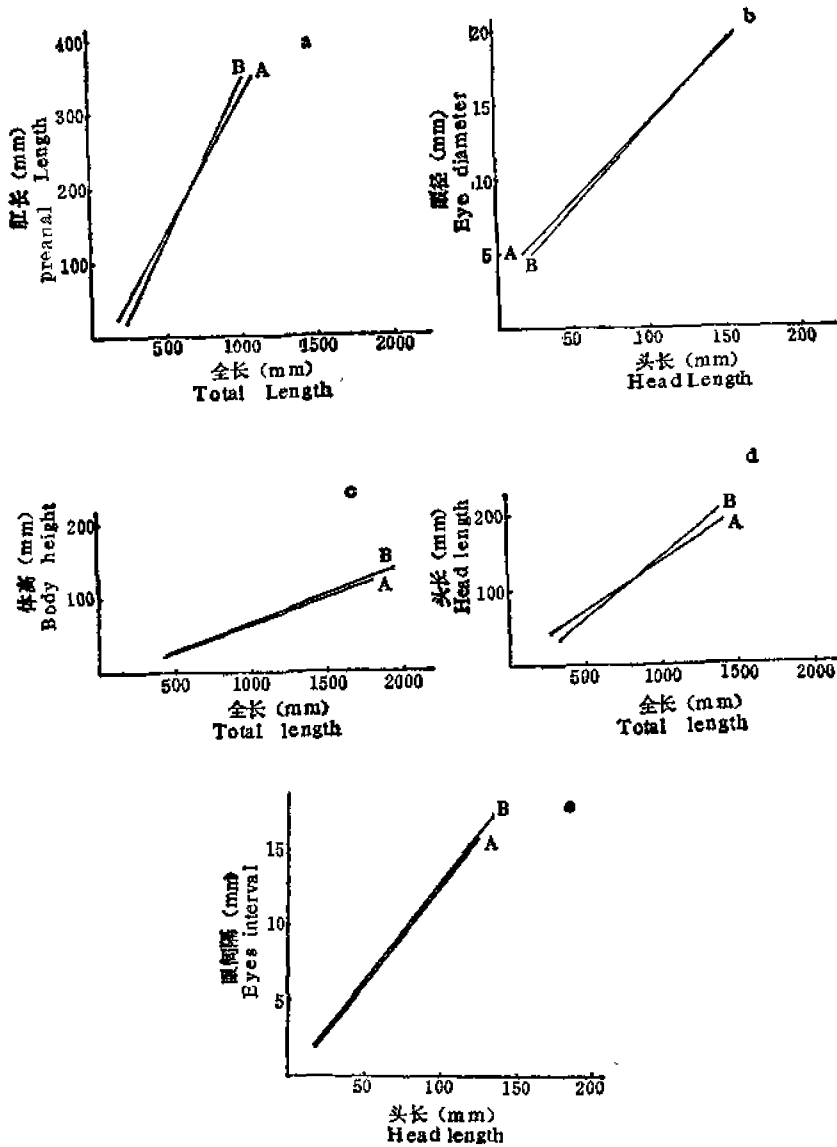 a
400
300
200
100
B A
肛长 (mm)
preanal Length
500 1000 1500 2000
全长 (mm)
Total Length
b
20
15
10
5
A
B
眼径 (mm)
Eye diameter
50 100 150 200
头长 (mm)
Head Length
c
200
100
B
A
体高 (mm)
Body height
500 1000 1500 2000
全长 (mm)
Total length
d
200
100
B
A
头长 (mm)
Head length
500 1000 1500 2000
全长 (mm)
Total length
e
15
10
5
B
A
眼间隔 (mm)
Eyes interval
50 100 150 200
头长 (mm)
Head length